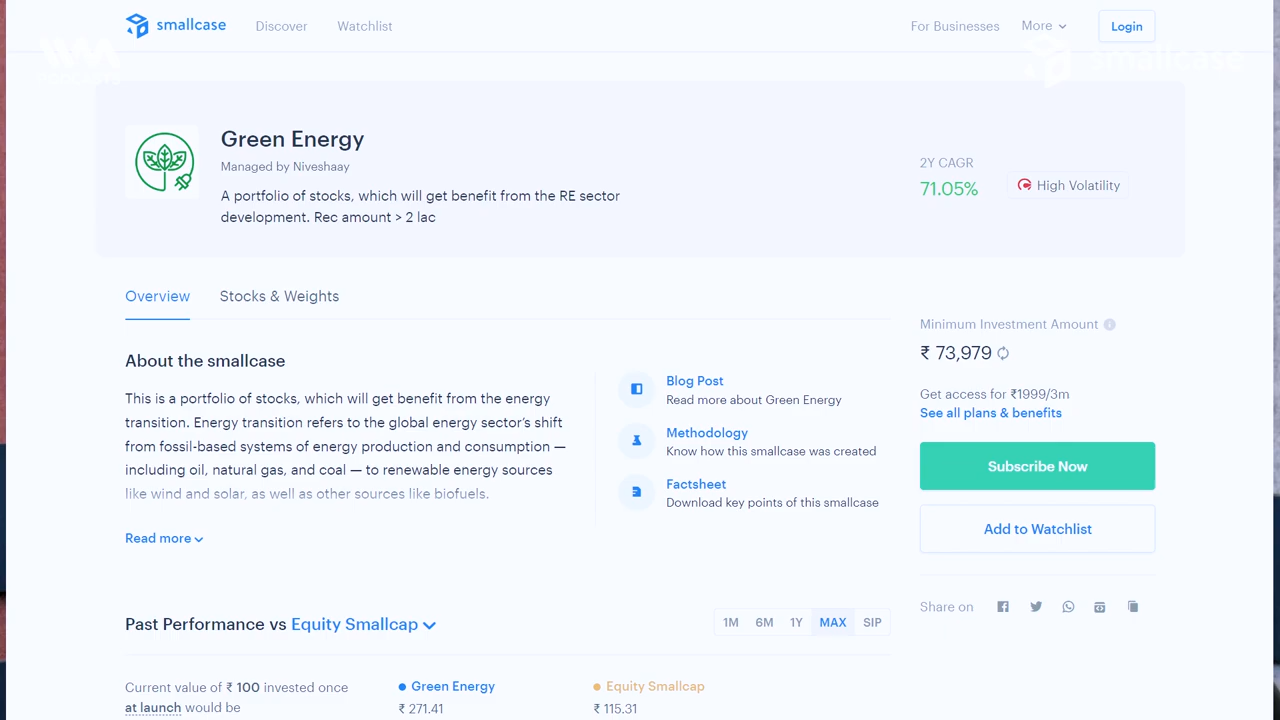 smallcase
Discover
Watchlist
For Businesses
More
Login
smallcase
Green Energy
Managed by Niveshaay
A portfolio of stocks, which will get benefit from the RE sector
development. Rec amount > 2 lac
2Y CAGR
71.05%
High Volatility
Overview
Stocks & Weights
About the smallcase
This is a portfolio of stocks, which will get benefit from the energy
transition. Energy transition refers to the global energy sector’s shift
from fossil-based systems of energy production and consumption —
including oil, natural gas, and coal — to renewable energy sources
like wind and solar, as well as other sources like biofuels.
Read more
Blog Post
Read more about Green Energy
Methodology
Know how this smallcase was created
Factsheet
Download key points of this smallcase
Minimum Investment Amount
₹ 73,979
Get access for ₹1999/3m
See all plans & benefits
Subscribe Now
Add to Watchlist
Share on
Past Performance vs Equity Smallcap
1M
6M
1Y
MAX
SIP
Current value of ₹ 100 invested once
at launch would be
Green Energy
₹ 271.41
Equity Smallcap
₹ 115.31